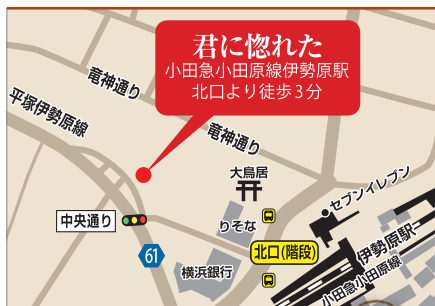 君に惚れた
小田急小田原線伊勢原駅
北口より徒歩3分
竜神通り
平塚伊勢原線
竜神通り
大鳥居
セブンイレブン
中央通り
りそな
伊勢原駅
北口(階段)
61
横浜銀行
小田急小田原線